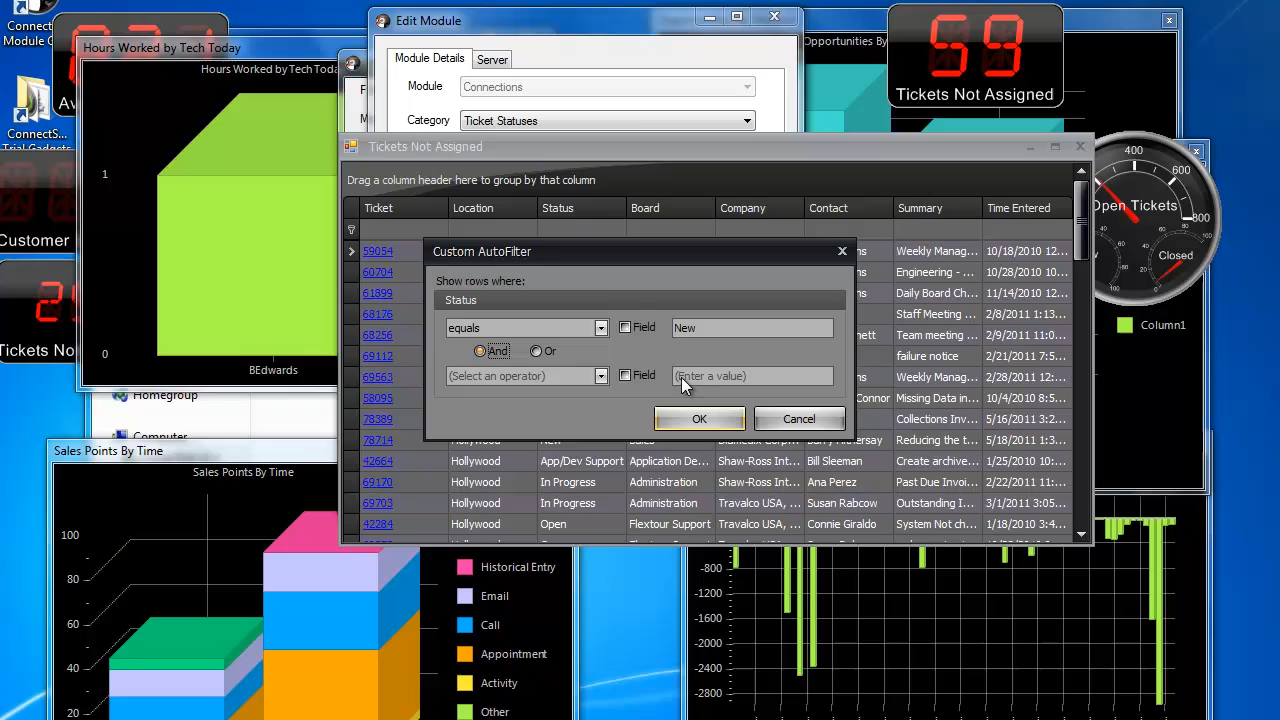 Connect
Module C
ConnectS...
Trial Gadgets
Customer
Tickets No
Hours Worked by Tech Today
Hours Worked by Tech Toda
1
0
BEdwards
Homegroup
Computer
Edit Module
Module Details
Server
Module
Connections
Category
Ticket Statuses
Opportunities By
59
Tickets Not Assigned
400
600
800
Open Tickets
Closed
Column1
Tickets Not Assigned
Drag a column header here to group by that column
Ticket Location Status Board Company Contact Summary Time Entered
59054 Weekly Manag... 10/18/2010 12...
60704 Engineering - ... 10/28/2010 10...
61899 Daily Board Ch... 11/14/2010 10...
68176 Staff Meeting ... 2/8/2011 1:13...
68256 Team meeting ... 2/9/2011 11:0...
69112 failure notice 2/21/2011 7:5...
69563 Weekly Manag... 2/28/2011 12:...
58095 Connor Missing Data in... 10/4/2010 8:5...
78389 Collections Inv... 5/16/2011 3:2...
78714 Reducing the t... 5/18/2011 1:3...
42664 Hollywood App/Dev Support Application De... Shaw-Ross Int... Bill Sleeman Create archive... 1/25/2010 10:...
69170 Hollywood In Progress Administration Shaw-Ross Int... Ana Perez Past Due Invoi... 2/22/2011 11:...
69703 Hollywood In Progress Administration Travalco USA, ... Susan Rabcow Outstanding I... 3/1/2011 3:05...
42284 Hollywood Open Flextour Support Travalco USA, ... Connie Giraldo System Not ch... 1/18/2010 3:4...
Custom AutoFilter
Show rows where:
Status
equals
Field
New
And
Or
(Select an operator)
Field
(Enter a value)
OK
Cancel
Sales Points By Time
Sales Points By Time
100
80
60
40
20
Historical Entry
Email
Call
Appointment
Activity
Other
-800
-1600
-2000
-2400
-2800